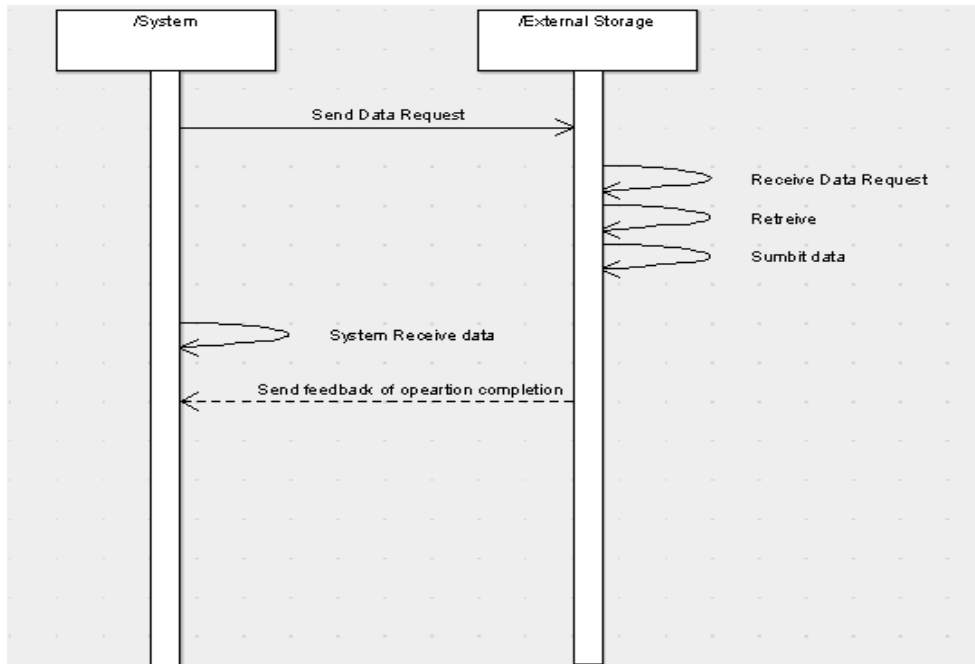 /System
/External Storage
Send Data Request
Receive Data Request
Retreive
Sumbit data
System Receive data
Send feedback of opeartion completion